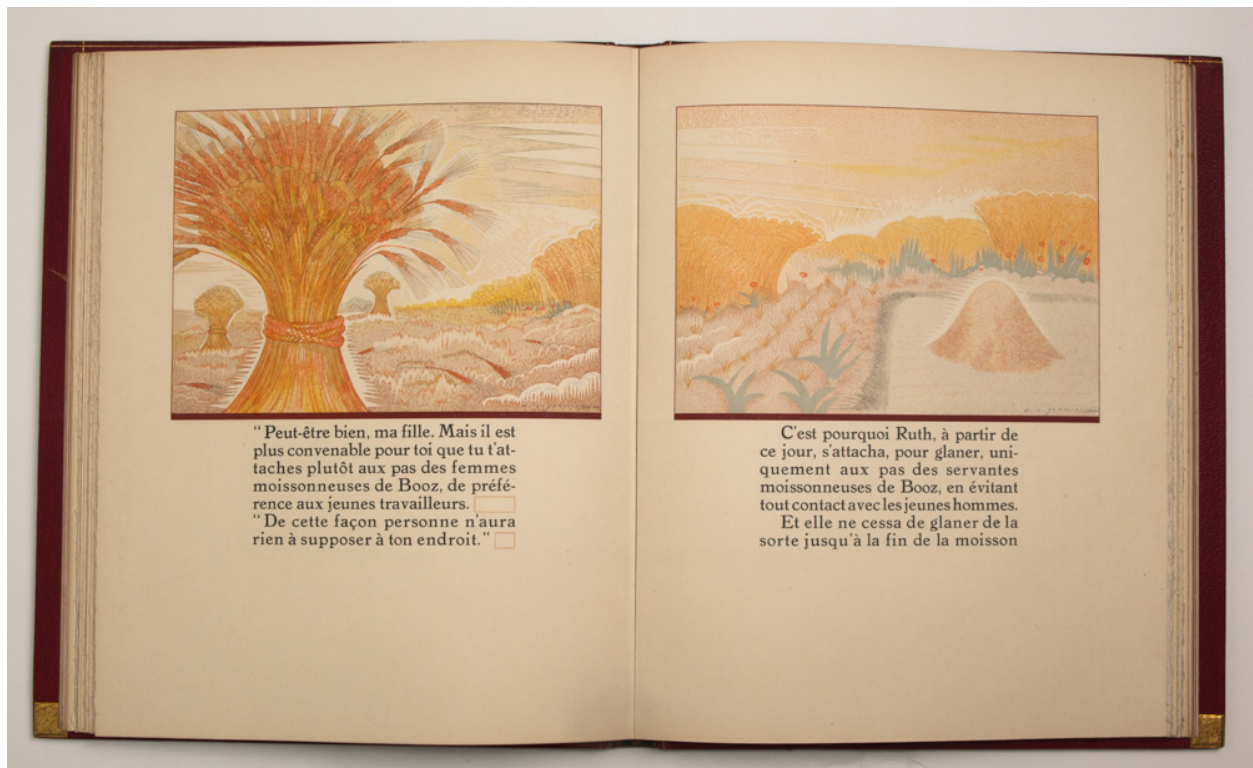 “Peut-être bien, ma fille. Mais il est
plus convenable pour toi que tu t'at-
taches plutôt aux pas des femmes
moissonneuses de Booz, de préfé-
rence aux jeunes travailleurs.
“De cette façon personne n'aura
rien à supposer à ton endroit.”
C'est pourquoi Ruth, à partir de
ce jour, s'attacha, pour glaner, uni-
quement aux pas des servantes
moissonneuses de Booz, en évitant
tout contact avec les jeunes hommes.
Et elle ne cessa de glaner de la
sorte jusqu'à la fin de la moisson